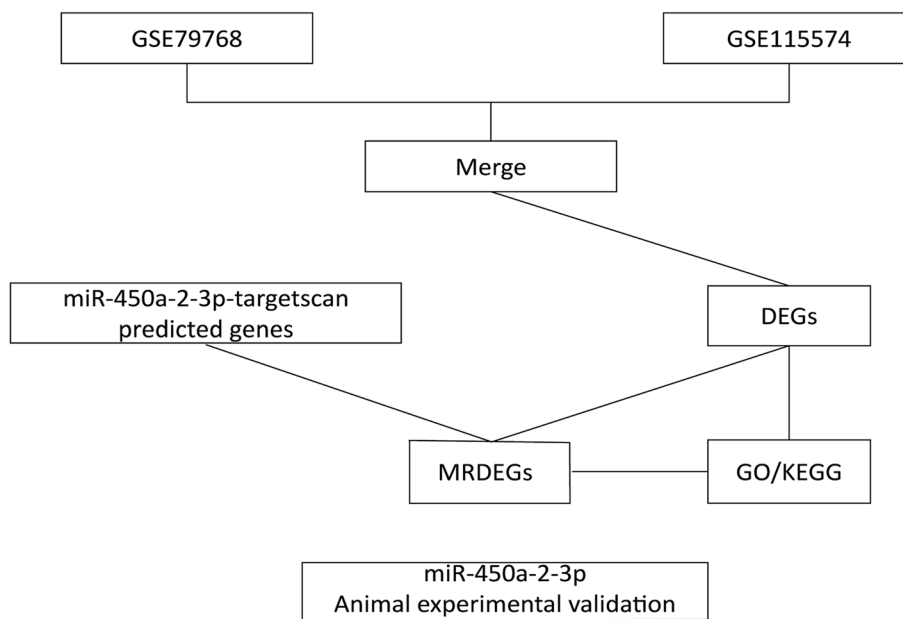 GSE79768
GSE115574
Merge
miR-450a-2-3p-targetscan
predicted genes
DEGs
MRDEGs
GO/KEGG
miR-450a-2-3p
Animal experimental validation